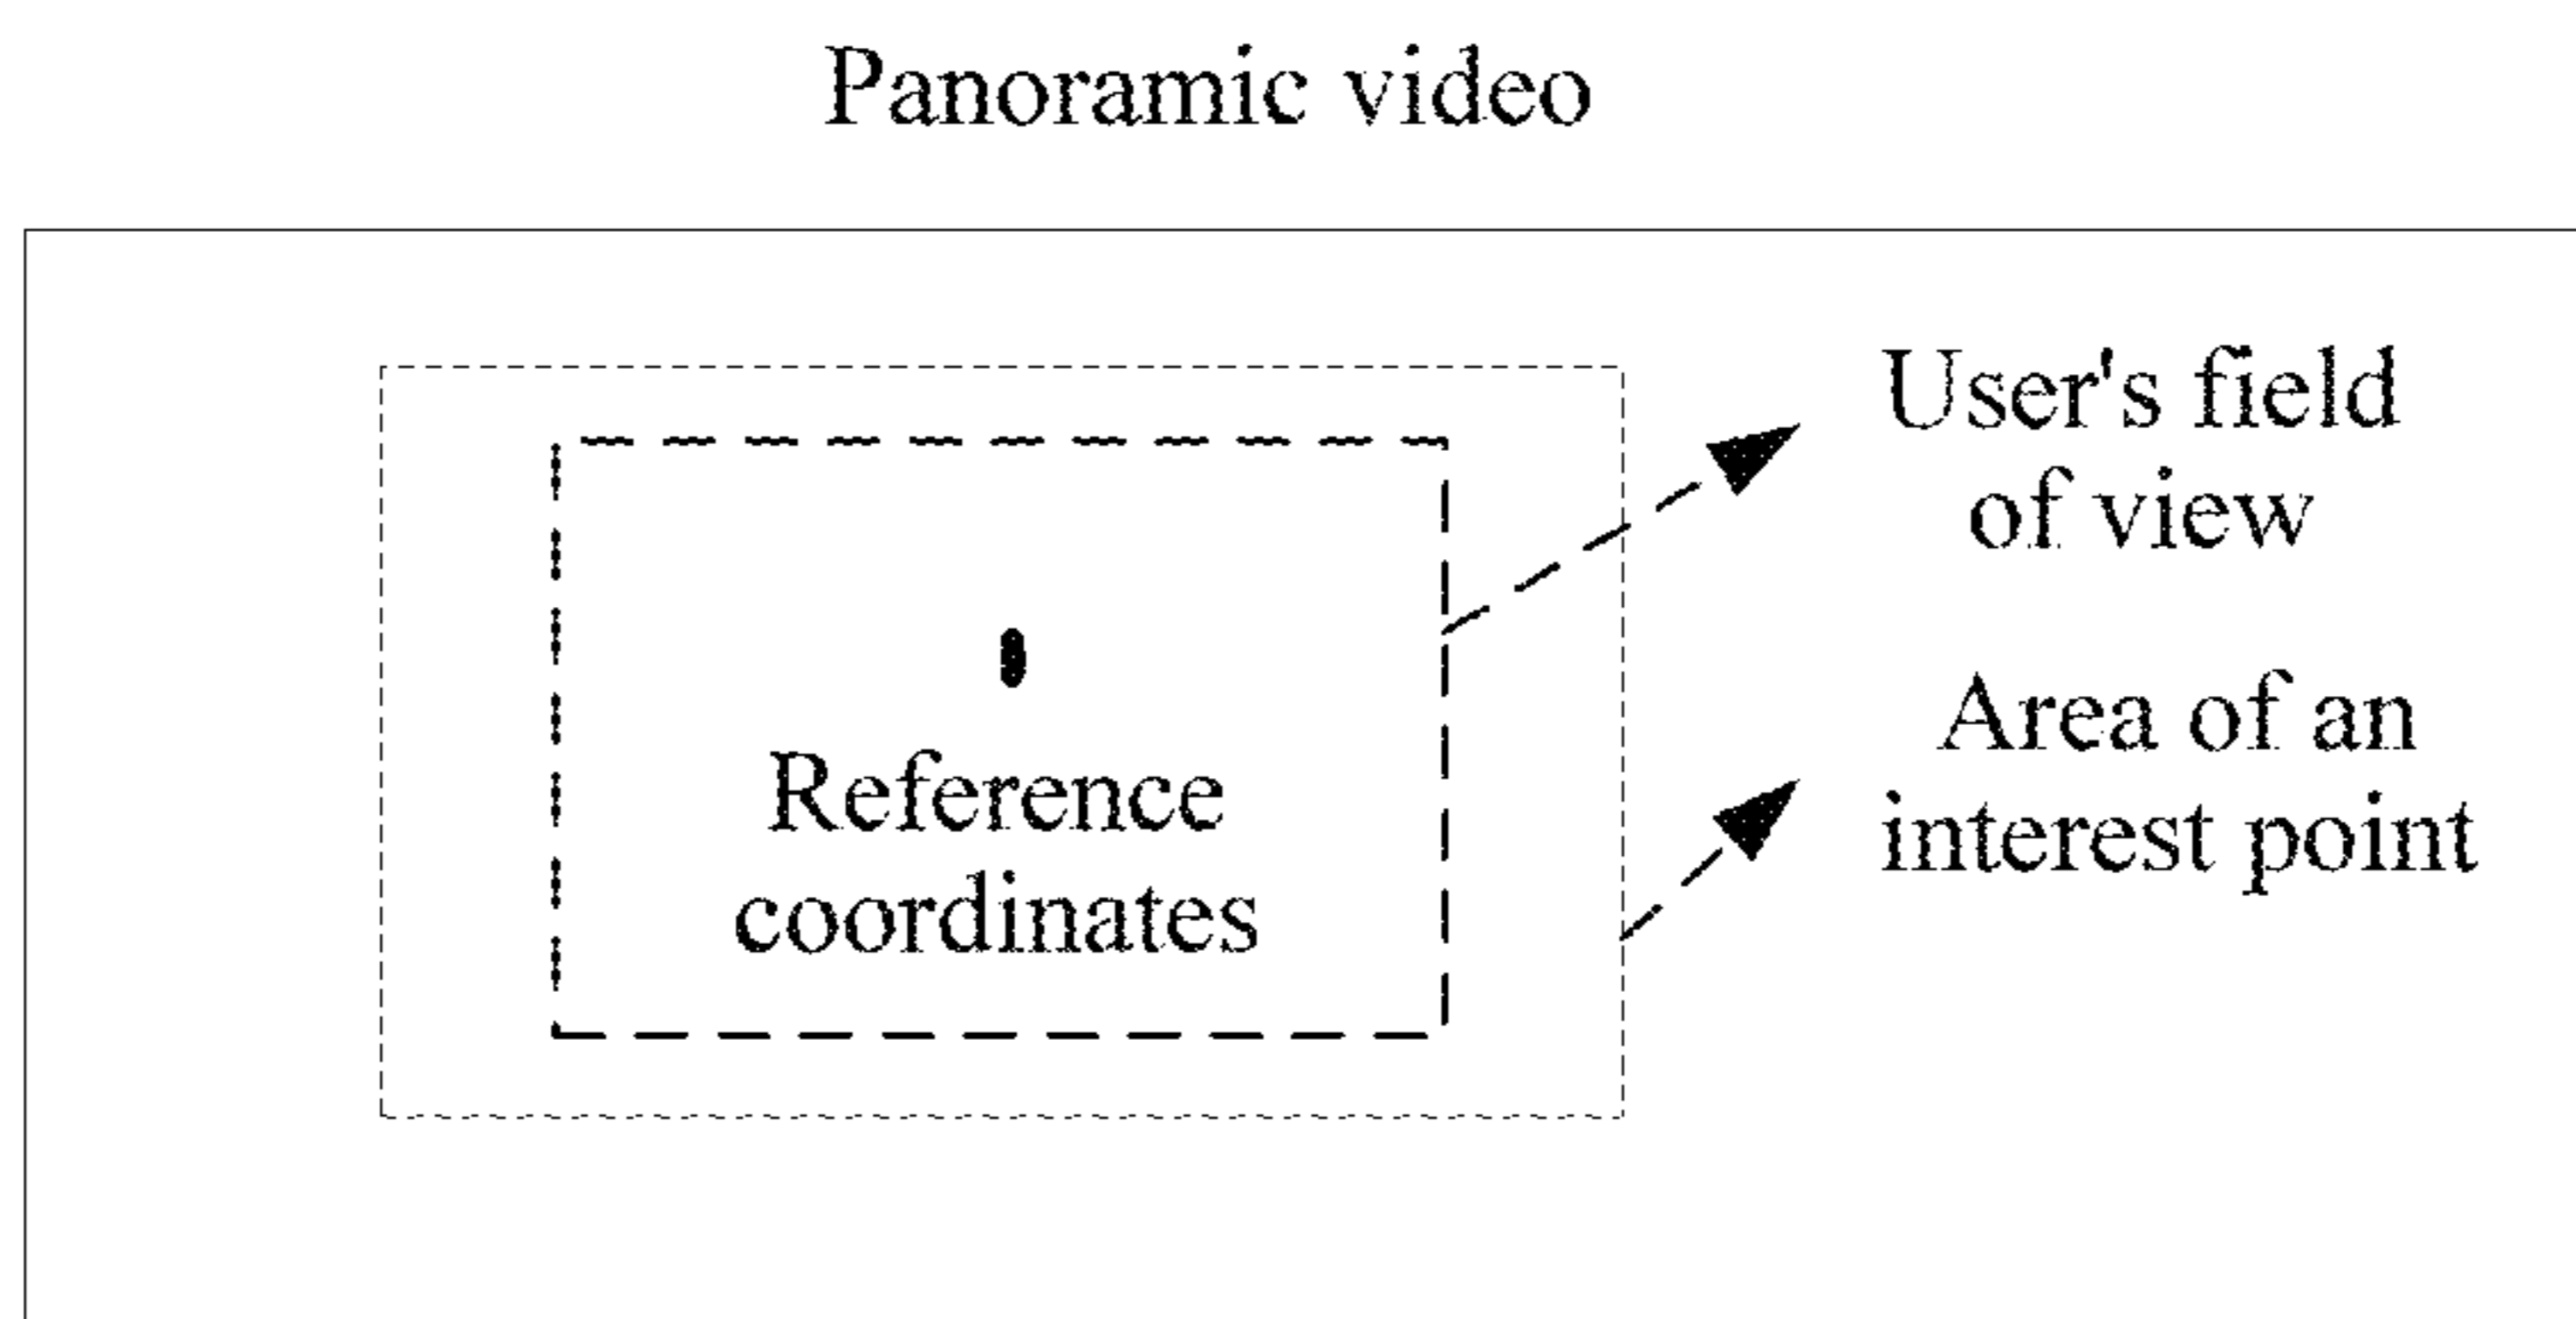 Panoramic video
User's field
of view
Area of an
interest point
Reference
coordinates